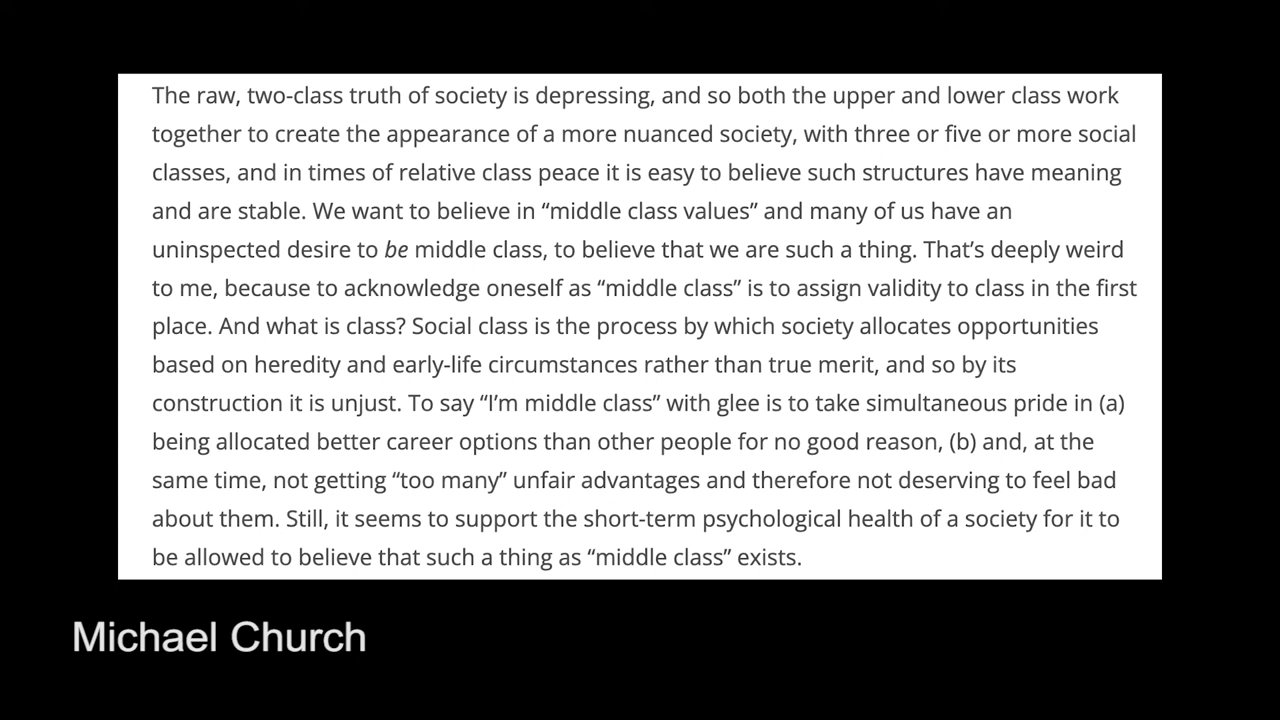 The raw, two-class truth of society is depressing, and so both the upper and lower class work
together to create the appearance of a more nuanced society, with three or five or more social
classes, and in times of relative class peace it is easy to believe such structures have meaning
and are stable. We want to believe in “middle class values” and many of us have an
uninspected desire to be middle class, to believe that we are such a thing. That’s deeply weird
to me, because to acknowledge oneself as “middle class” is to assign validity to class in the first
place. And what is class? Social class is the process by which society allocates opportunities
based on heredity and early-life circumstances rather than true merit, and so by its
construction it is unjust. To say “I’m middle class” with glee is to take simultaneous pride in (a)
being allocated better career options than other people for no good reason, (b) and, at the
same time, not getting “too many” unfair advantages and therefore not deserving to feel bad
about them. Still, it seems to support the short-term psychological health of a society for it to
be allowed to believe that such a thing as “middle class” exists.
Michael Church